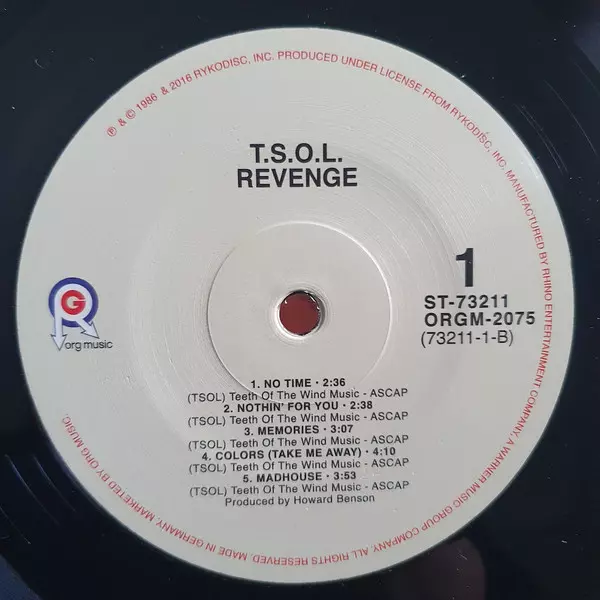 ℗ & © 1986 & 2016 RYKODISC, INC. PRODUCED UNDER LICENSE FROM RYKODISC, INC. MANUFACTURED BY RHINO ENTERTAINMENT COMPANY, A WARNER MUSIC GROUP COMPANY. ALL RIGHTS RESERVED. MADE IN GERMANY. MARKETED BY ORG MUSIC.
T.S.O.L.
REVENGE
1
ST-73211
ORGM-2075
(73211-1-B)
G
org music
1. NO TIME · 2:36
(TSOL) Teeth Of The Wind Music - ASCAP
2. NOTHIN' FOR YOU · 2:38
(TSOL) Teeth Of The Wind Music - ASCAP
3. MEMORIES · 3:07
(TSOL) Teeth Of The Wind Music - ASCAP
4. COLORS (TAKE ME AWAY) · 4:10
(TSOL) Teeth Of The Wind Music - ASCAP
5. MADHOUSE · 3:53
(TSOL) Teeth Of The Wind Music - ASCAP
Produced by Howard Benson